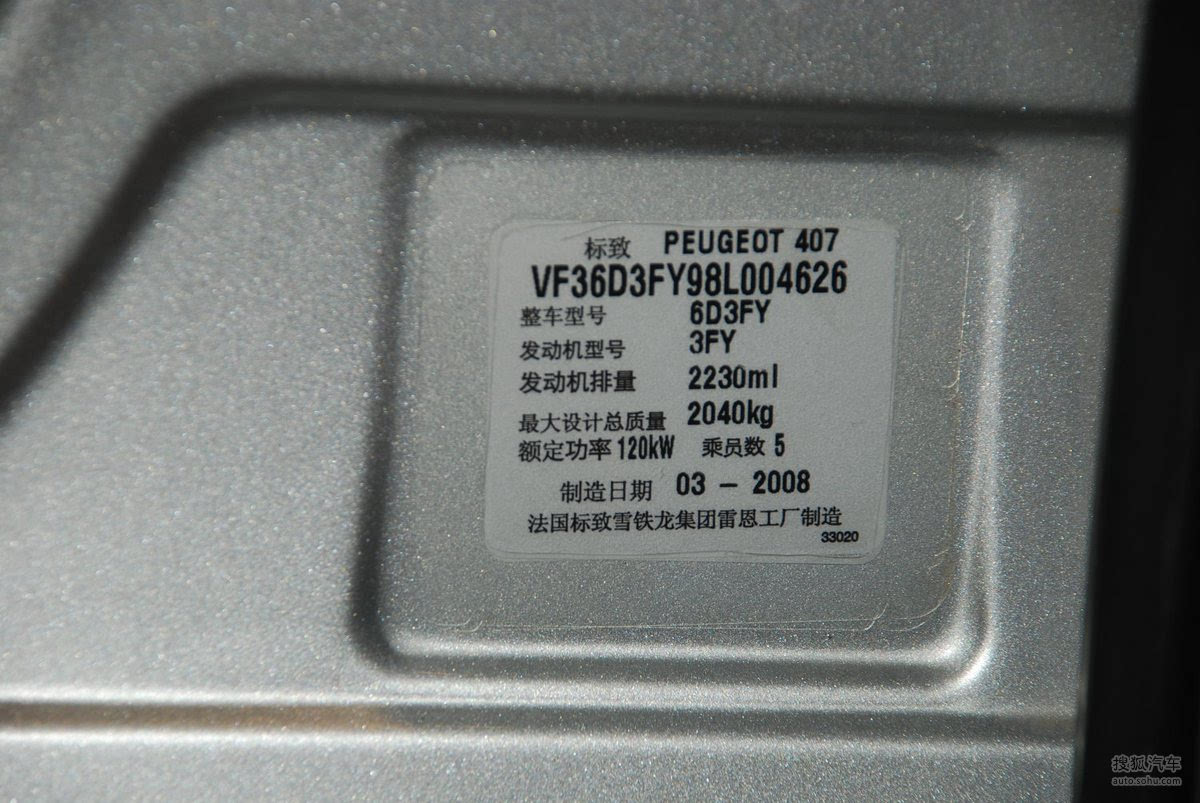 标致 PEUGEOT 407
VF36D3FY98L004626
整车型号 6D3FY
发动机型号 3FY
发动机排量 2230ml
最大设计总质量 2040kg
额定功率 120kW 乘员数 5
制造日期 03 - 2008
法国标致雪铁龙集团雷恩工厂制造
33020
搜狐汽车
auto.sohu.com